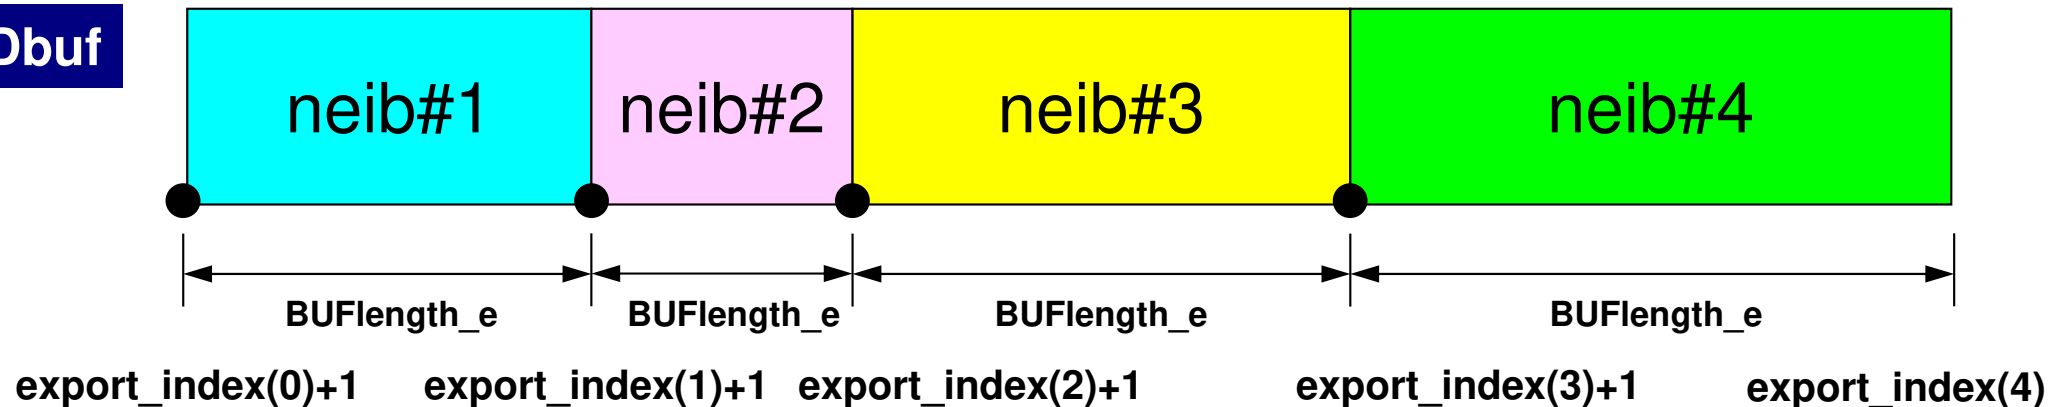 Dbuf
neib#1 neib#2 neib#3 neib#4
BUFlength_e BUFlength_e BUFlength_e BUFlength_e
export_index(0)+1 export_index(1)+1 export_index(2)+1 export_index(3)+1 export_index(4)